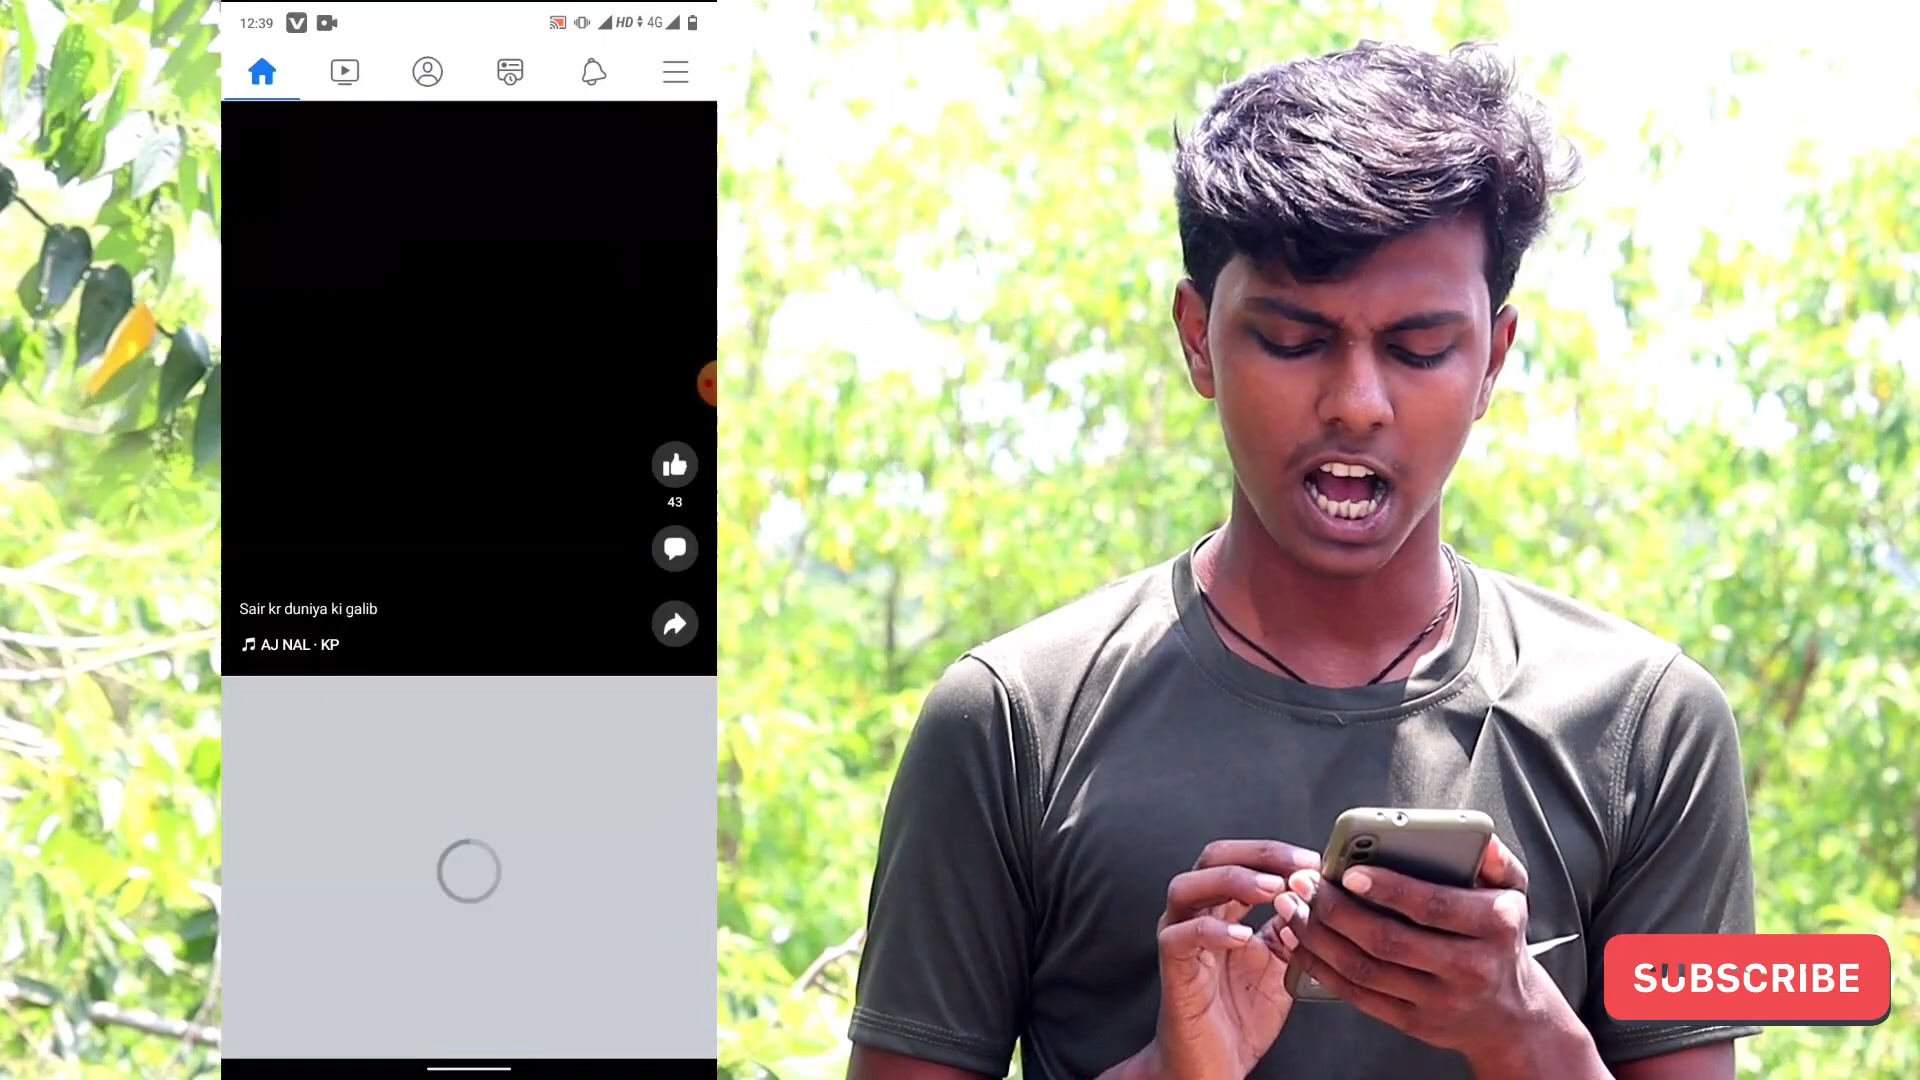 12:39
HD 4G
43
Sair kr duniya ki galib
AJ NAL · KP
SUBSCRIBE